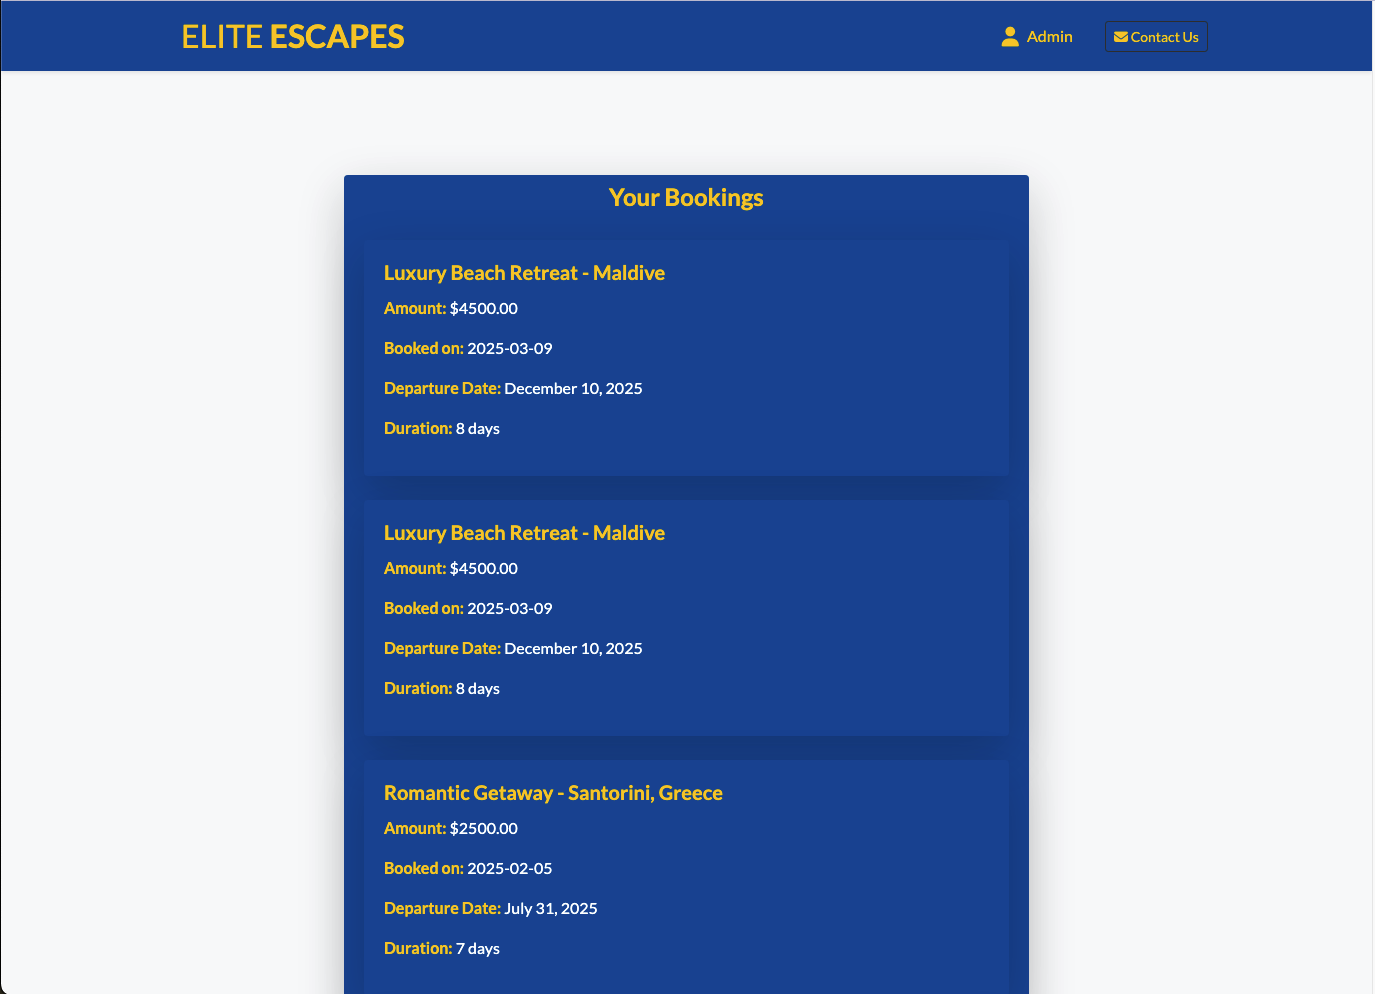 ELITE ESCAPES
Admin
Contact Us
Your Bookings
Luxury Beach Retreat - Maldive
Amount: $4500.00
Booked on: 2025-03-09
Departure Date: December 10, 2025
Duration: 8 days
Luxury Beach Retreat - Maldive
Amount: $4500.00
Booked on: 2025-03-09
Departure Date: December 10, 2025
Duration: 8 days
Romantic Getaway - Santorini, Greece
Amount: $2500.00
Booked on: 2025-02-05
Departure Date: July 31, 2025
Duration: 7 days